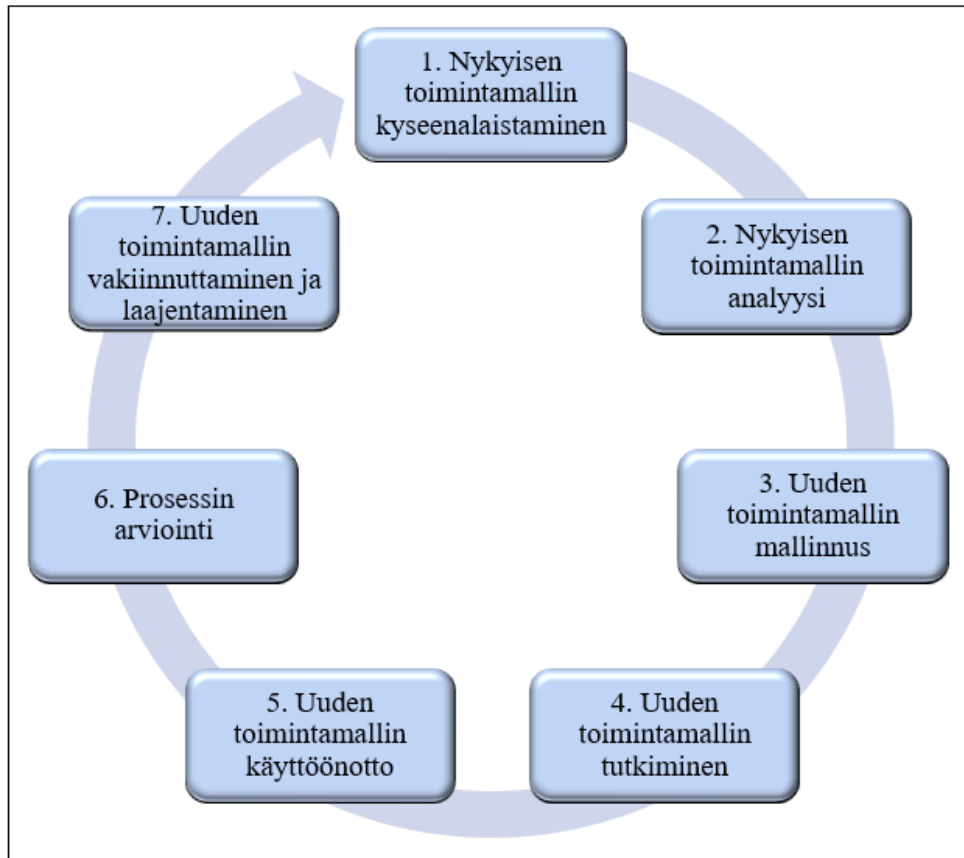 1. Nykyisen
toimintamallin
kyseenalaistaminen
2. Nykyisen
toimintamallin
analyysi
3. Uuden
toimintamallin
mallinnus
4. Uuden
toimintamallin
tutkiminen
5. Uuden
toimintamallin
käyttöönotto
6. Prosessin
arviointi
7. Uuden
toimintamallin
vakiinnuttaminen ja
laajentaminen